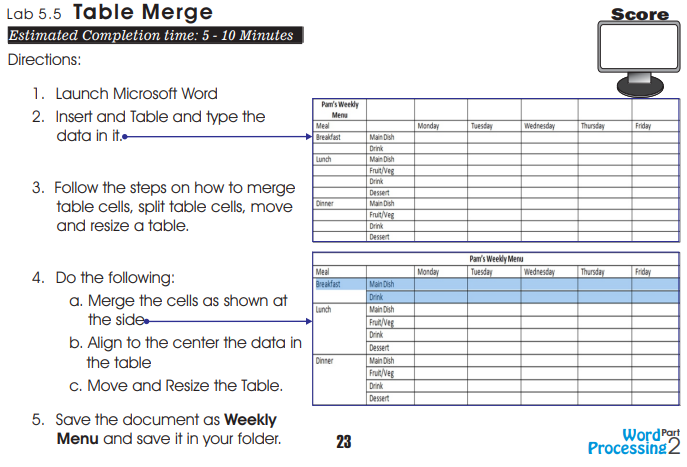 Lab 5.5 Table Merge
Score
Estimated Completion time: 5 - 10 Minutes
Directions:
1. Launch Microsoft Word
2. Insert and Table and type the
data in it.
Pam's Weekly
Menu
Meal Monday Tuesday Wednesday Thursday Friday
Breakfast Main Dish
Drink
Lunch Main Dish
Fruit/Veg
Drink
Dessert
Dinner Main Dish
Fruit/Veg
Drink
Dessert
3. Follow the steps on how to merge
table cells, split table cells, move
and resize a table.
4. Do the following:
a. Merge the cells as shown at
the side
b. Align to the center the data in
the table
c. Move and Resize the Table.
Pam's Weekly Menu
Meal Monday Tuesday Wednesday Thursday Friday
Breakfast Main Dish
Drink
Lunch Main Dish
Fruit/Veg
Drink
Dessert
Dinner Main Dish
Fruit/Veg
Drink
Dessert
5. Save the document as Weekly
Menu and save it in your folder.
23
Word Part
Processing 2